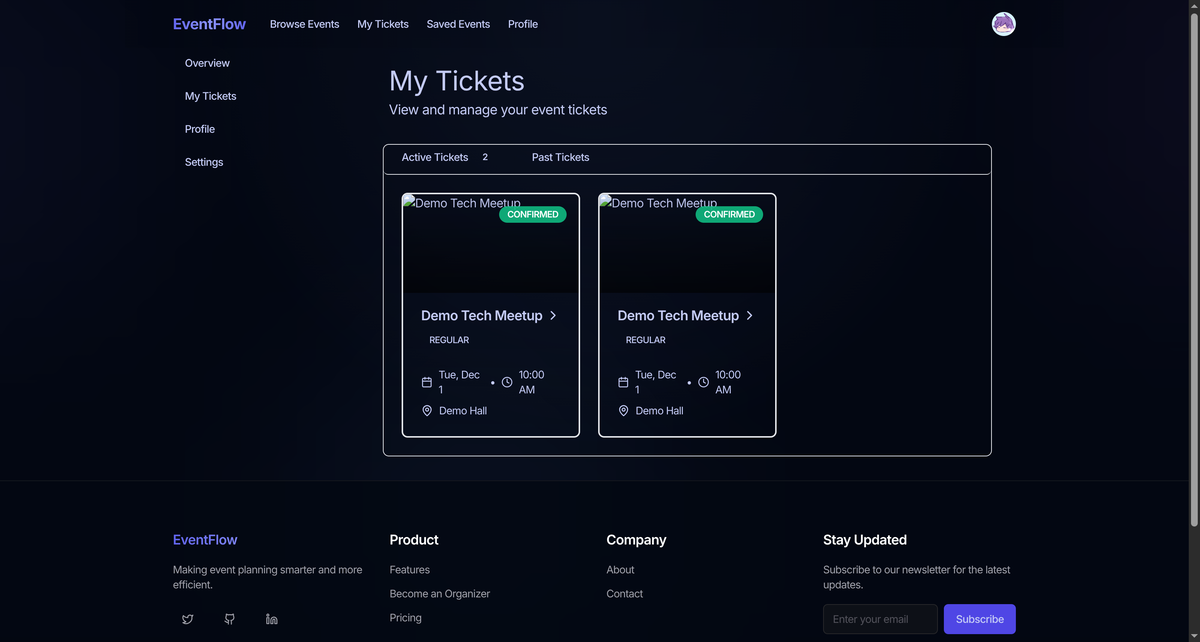 EventFlow
Browse Events
My Tickets
Saved Events
Profile
Overview
My Tickets
Profile
Settings
My Tickets
View and manage your event tickets
Active Tickets 2
Past Tickets
Demo Tech Meetup
CONFIRMED
Demo Tech Meetup
REGULAR
Tue, Dec
1
•
10:00
AM
Demo Hall
Demo Tech Meetup
CONFIRMED
Demo Tech Meetup
REGULAR
Tue, Dec
1
•
10:00
AM
Demo Hall
EventFlow
Making event planning smarter and more
efficient.
Product
Features
Become an Organizer
Pricing
Company
About
Contact
Stay Updated
Subscribe to our newsletter for the latest
updates.
Enter your email
Subscribe